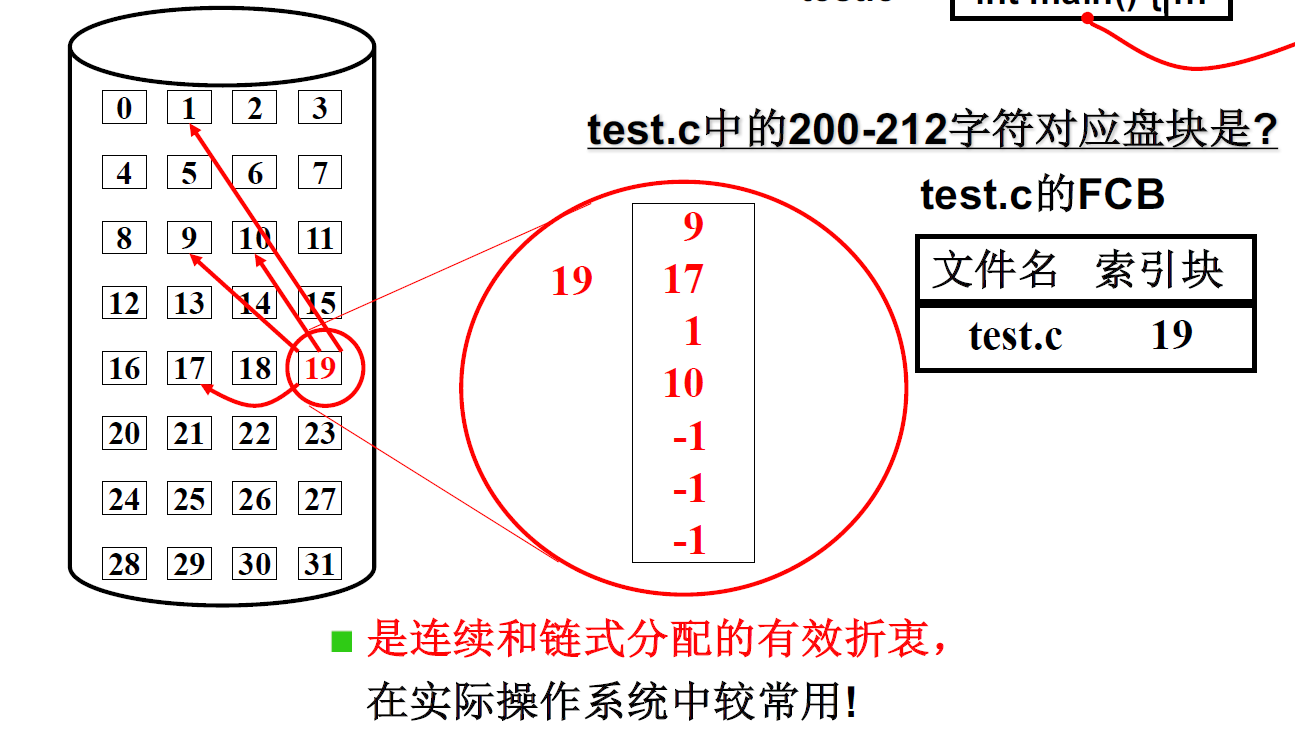 int main() {
0 1 2 3
4 5 6 7
8 9 10 11
12 13 14 15
16 17 18 19
20 21 22 23
24 25 26 27
28 29 30 31
test.c中的200-212字符对应盘块是?
19
9
17
1
10
-1
-1
-1
test.c的FCB
文件名 索引块
test.c 19
是连续和链式分配的有效折衷，
在实际操作系统中较常用!